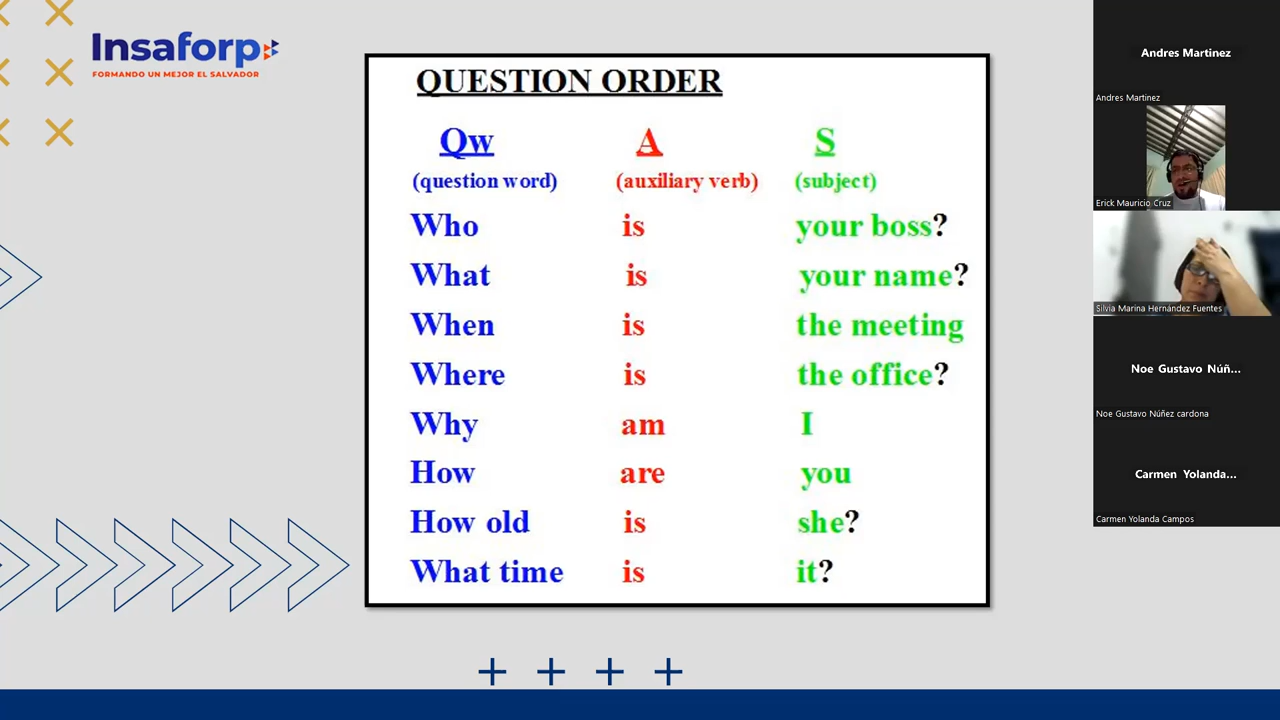 Insaforp
FORMANDO UN MEJOR EL SALVADOR
QUESTION ORDER
Qw A S
(question word) (auxiliary verb) (subject)
Who is your boss?
What is your name?
When is the meeting
Where is the office?
Why am I
How are you
How old is she?
What time is it?
Andres Martinez
Andres Martinez
Erick Mauricio Cruz
Silvia Marina Hernández Fuentes
Noe Gustavo Núñ...
Noe Gustavo Núñez cardona
Carmen Yolanda...
Carmen Yolanda Campos